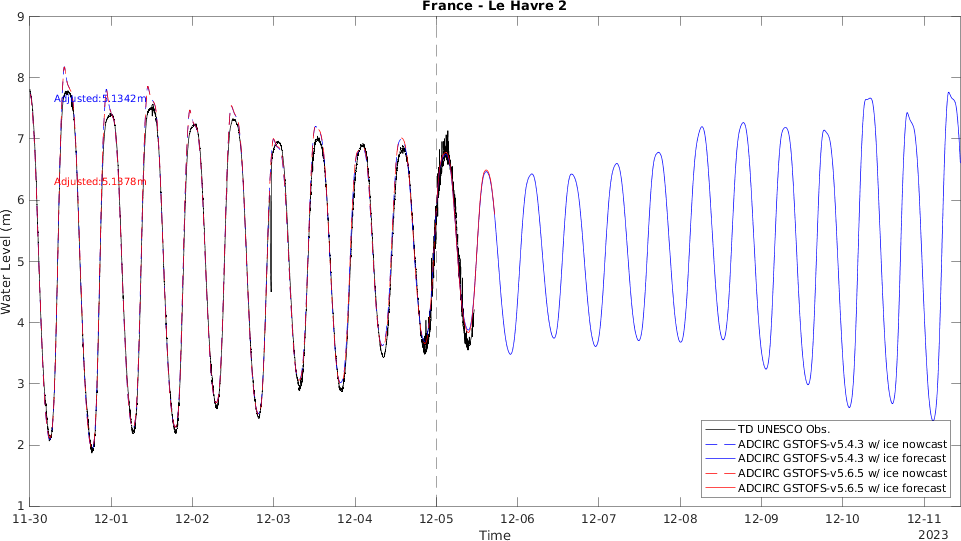 France - Le Havre 2
9
8
7
6
5
4
3
2
1
Water Level (m)
Adjusted:5.1342m
Adjusted:5.1378m
TD UNESCO Obs.
ADCIRC GSTOFS-v5.4.3 w/ ice nowcast
ADCIRC GSTOFS-v5.4.3 w/ ice forecast
ADCIRC GSTOFS-v5.6.5 w/ ice nowcast
ADCIRC GSTOFS-v5.6.5 w/ ice forecast
11-30 12-01 12-02 12-03 12-04 12-05 12-06 12-07 12-08 12-09 12-10 12-11
Time
2023